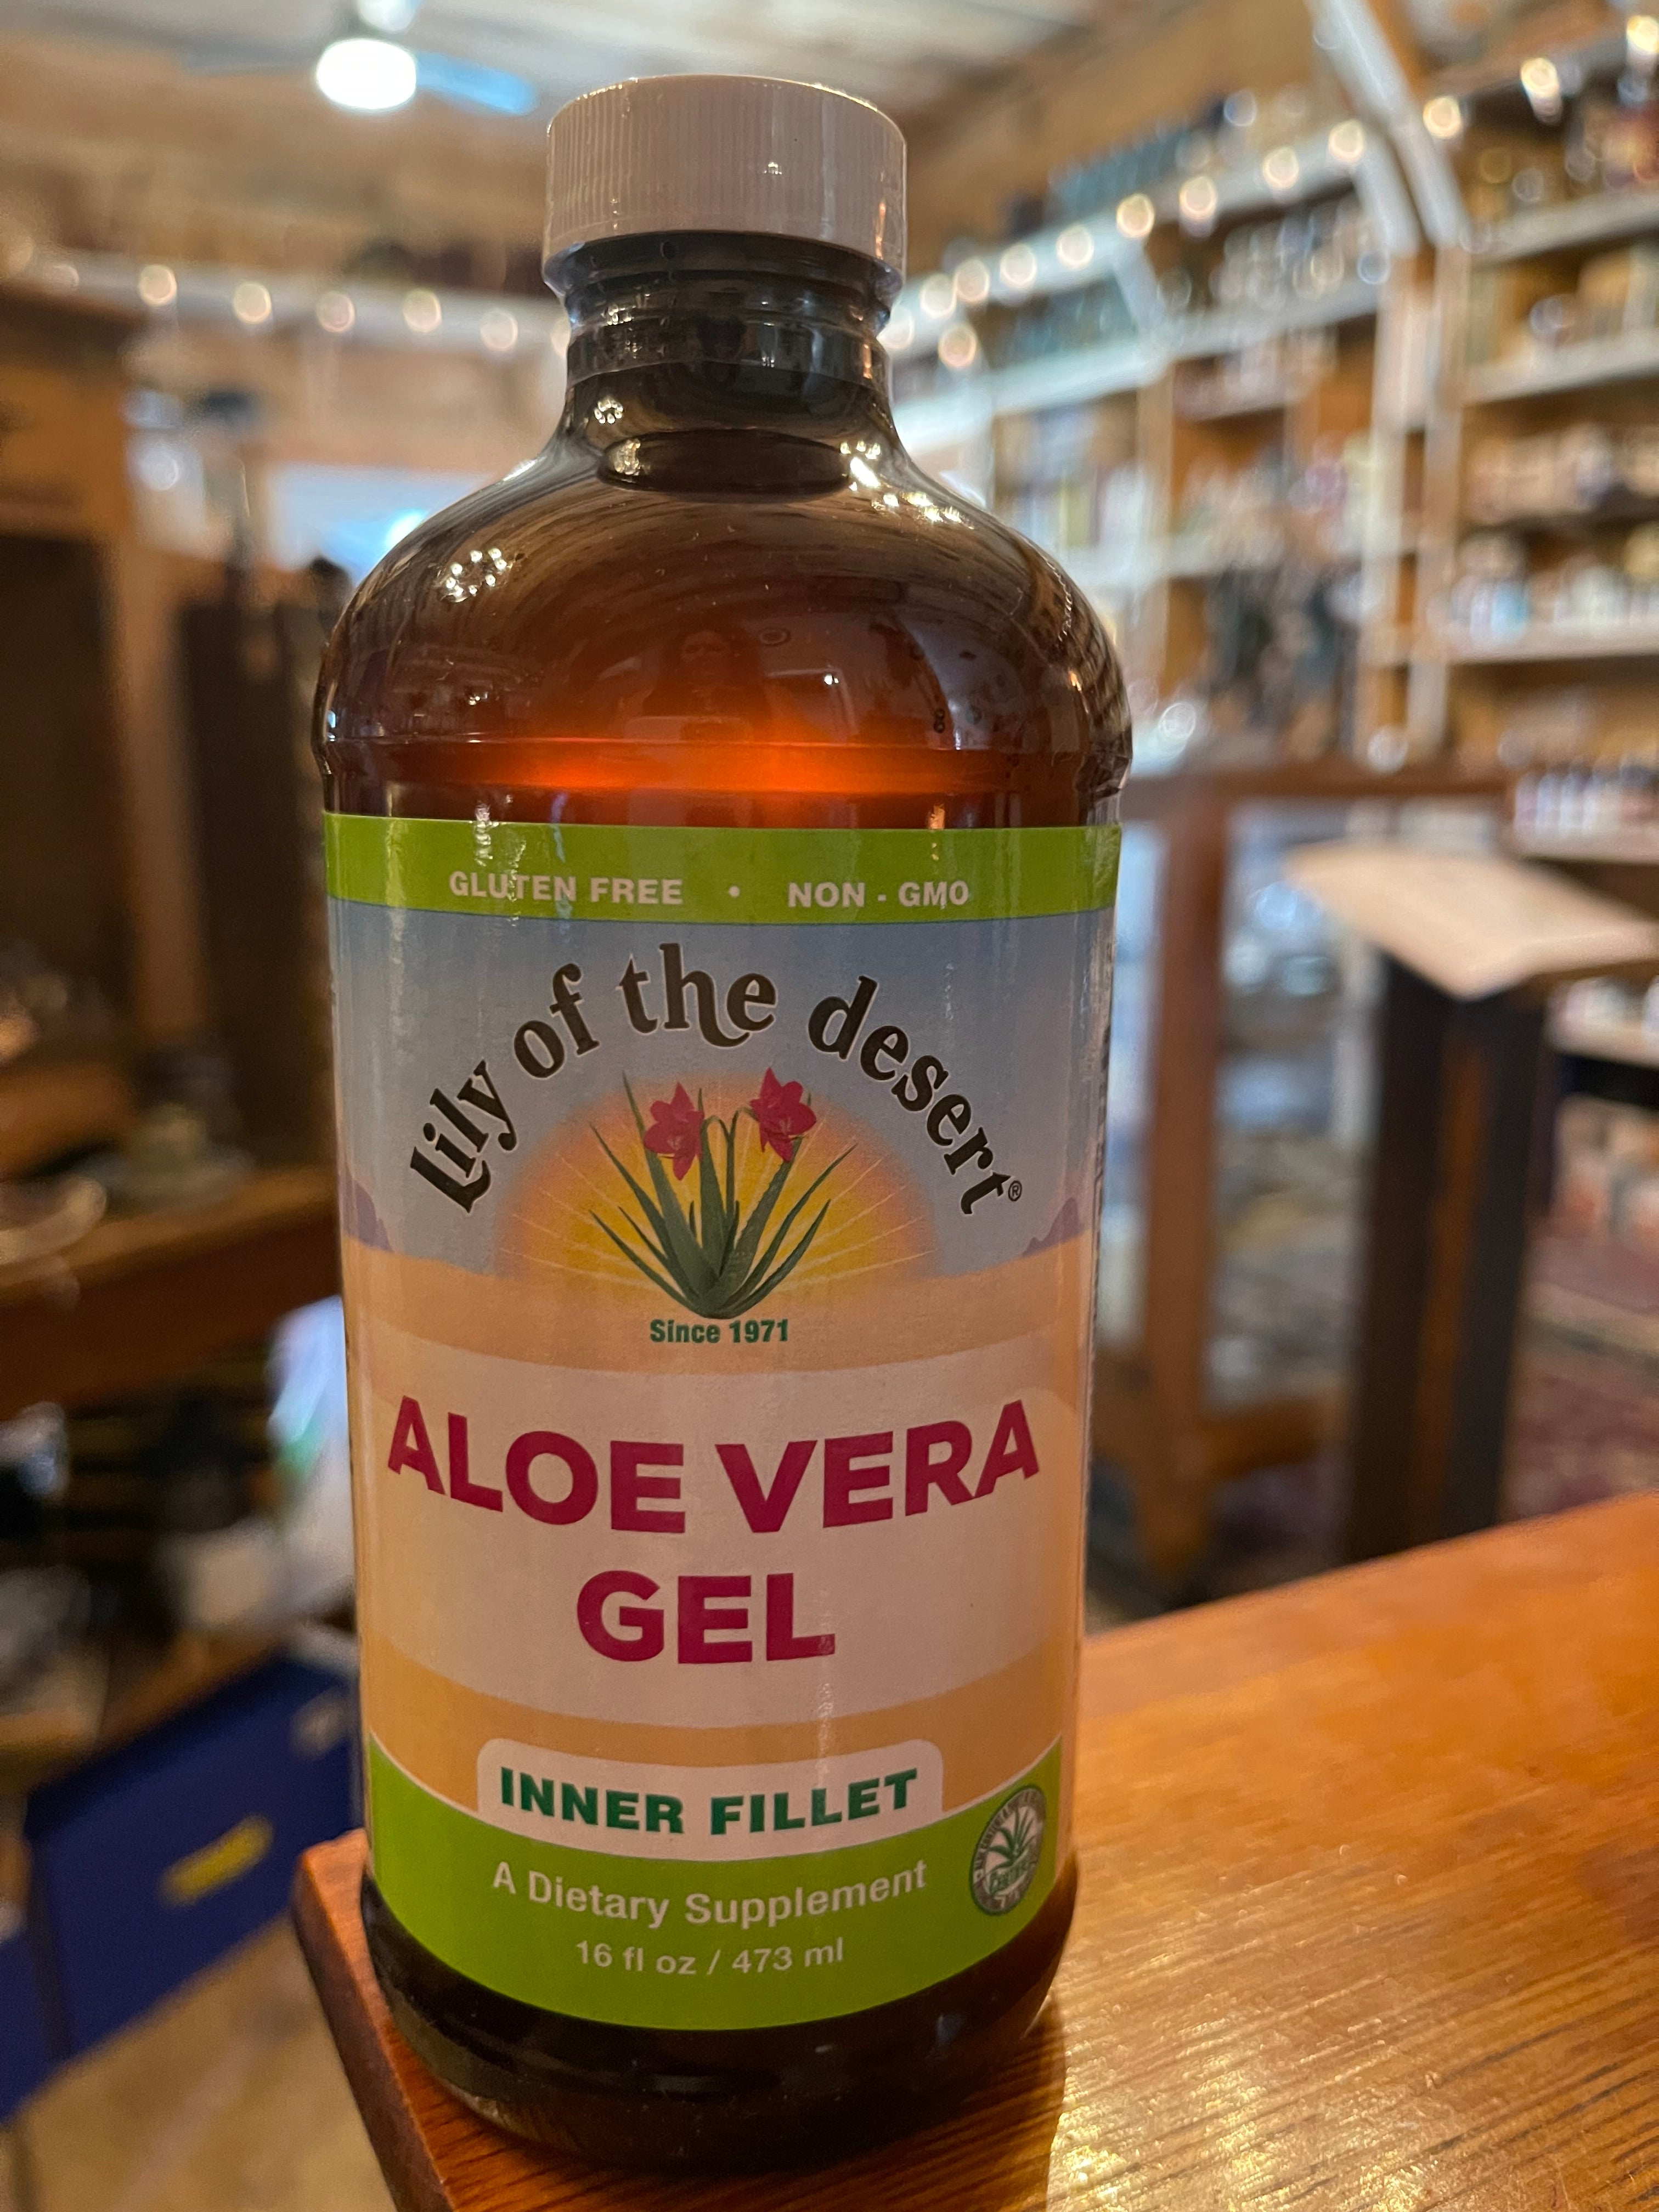 GLUTEN FREE • NON - GMO
Lily of the desert®
Since 1971
ALOE VERA
GEL
INNER FILLET
A Dietary Supplement
16 fl oz / 473 ml